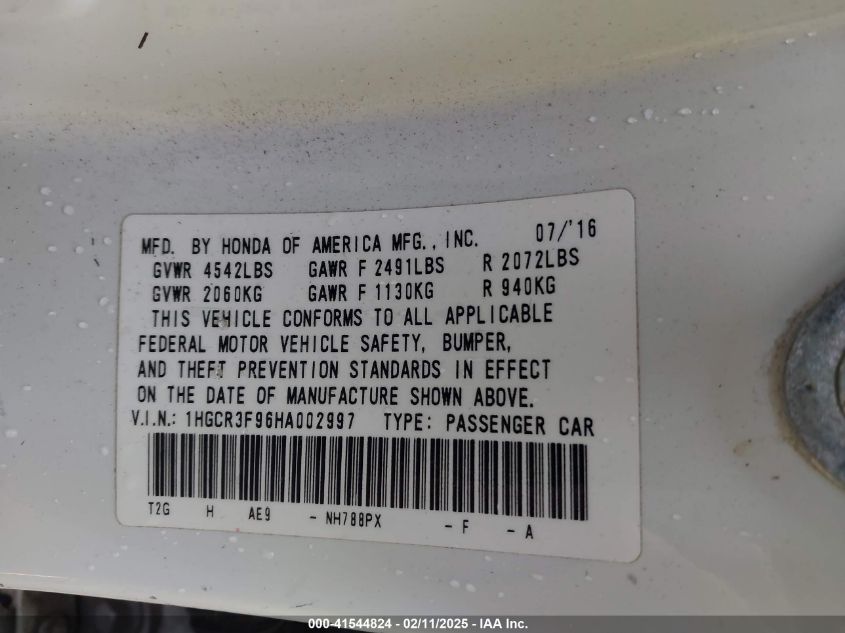 MFD. BY HONDA OF AMERICA MFG., INC. 07/'16
GVWR 4542LBS GAWR F 2491LBS R 2072LBS
GVWR 2060KG GAWR F 1130KG R 940KG
THIS VEHICLE CONFORMS TO ALL APPLICABLE
FEDERAL MOTOR VEHICLE SAFETY, BUMPER,
AND THEFT PREVENTION STANDARDS IN EFFECT
ON THE DATE OF MANUFACTURE SHOWN ABOVE.
V.I.N.: 1HGCR3F96HA002997 TYPE: PASSENGER CAR
T2G H AE9 - NH788PX - F - A
000-41544824 - 02/11/2025 - IAA Inc.